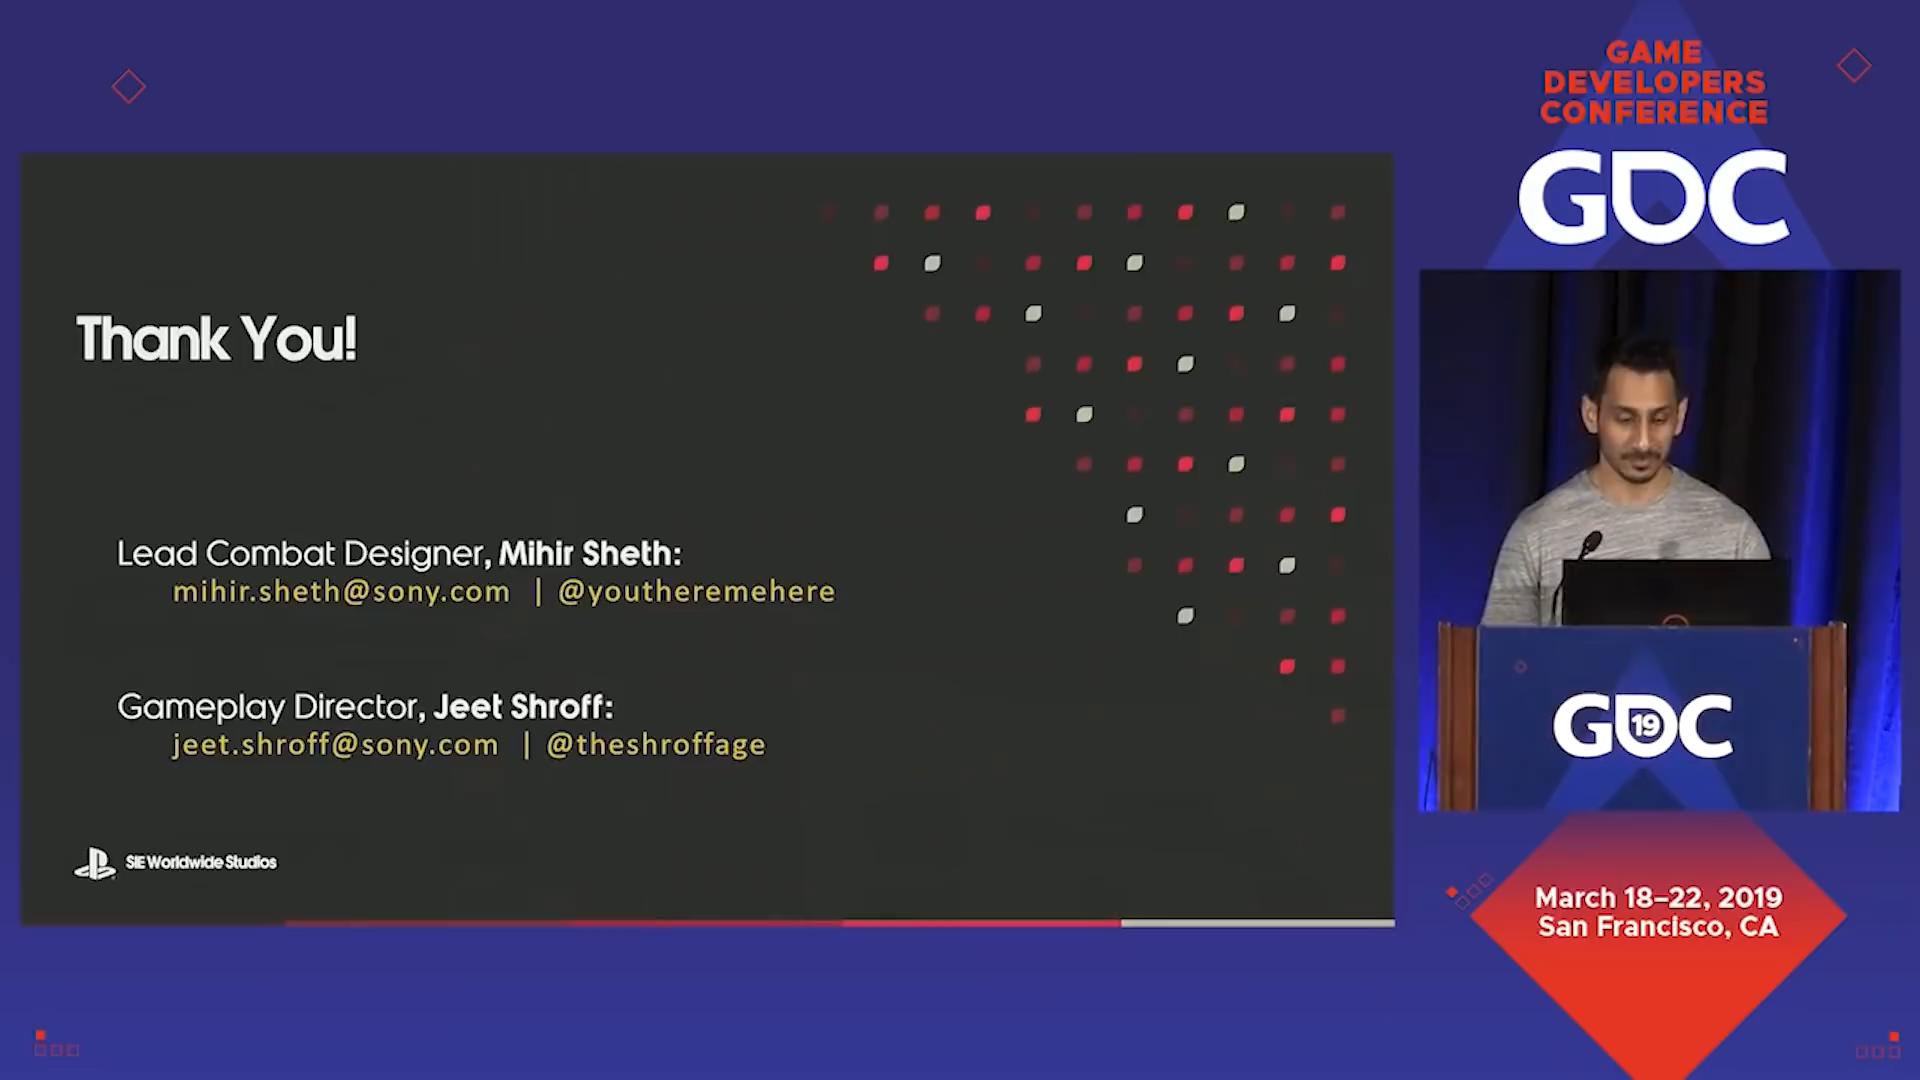 GAME
DEVELOPERS
CONFERENCE
GDC
Thank You!
Lead Combat Designer, Mihir Sheth:
mihir.sheth@sony.com | @youtheremehere
Gameplay Director, Jeet Shroff:
jeet.shroff@sony.com | @theshroffage
SIE Worldwide Studios
GDC
19
March 18–22, 2019
San Francisco, CA